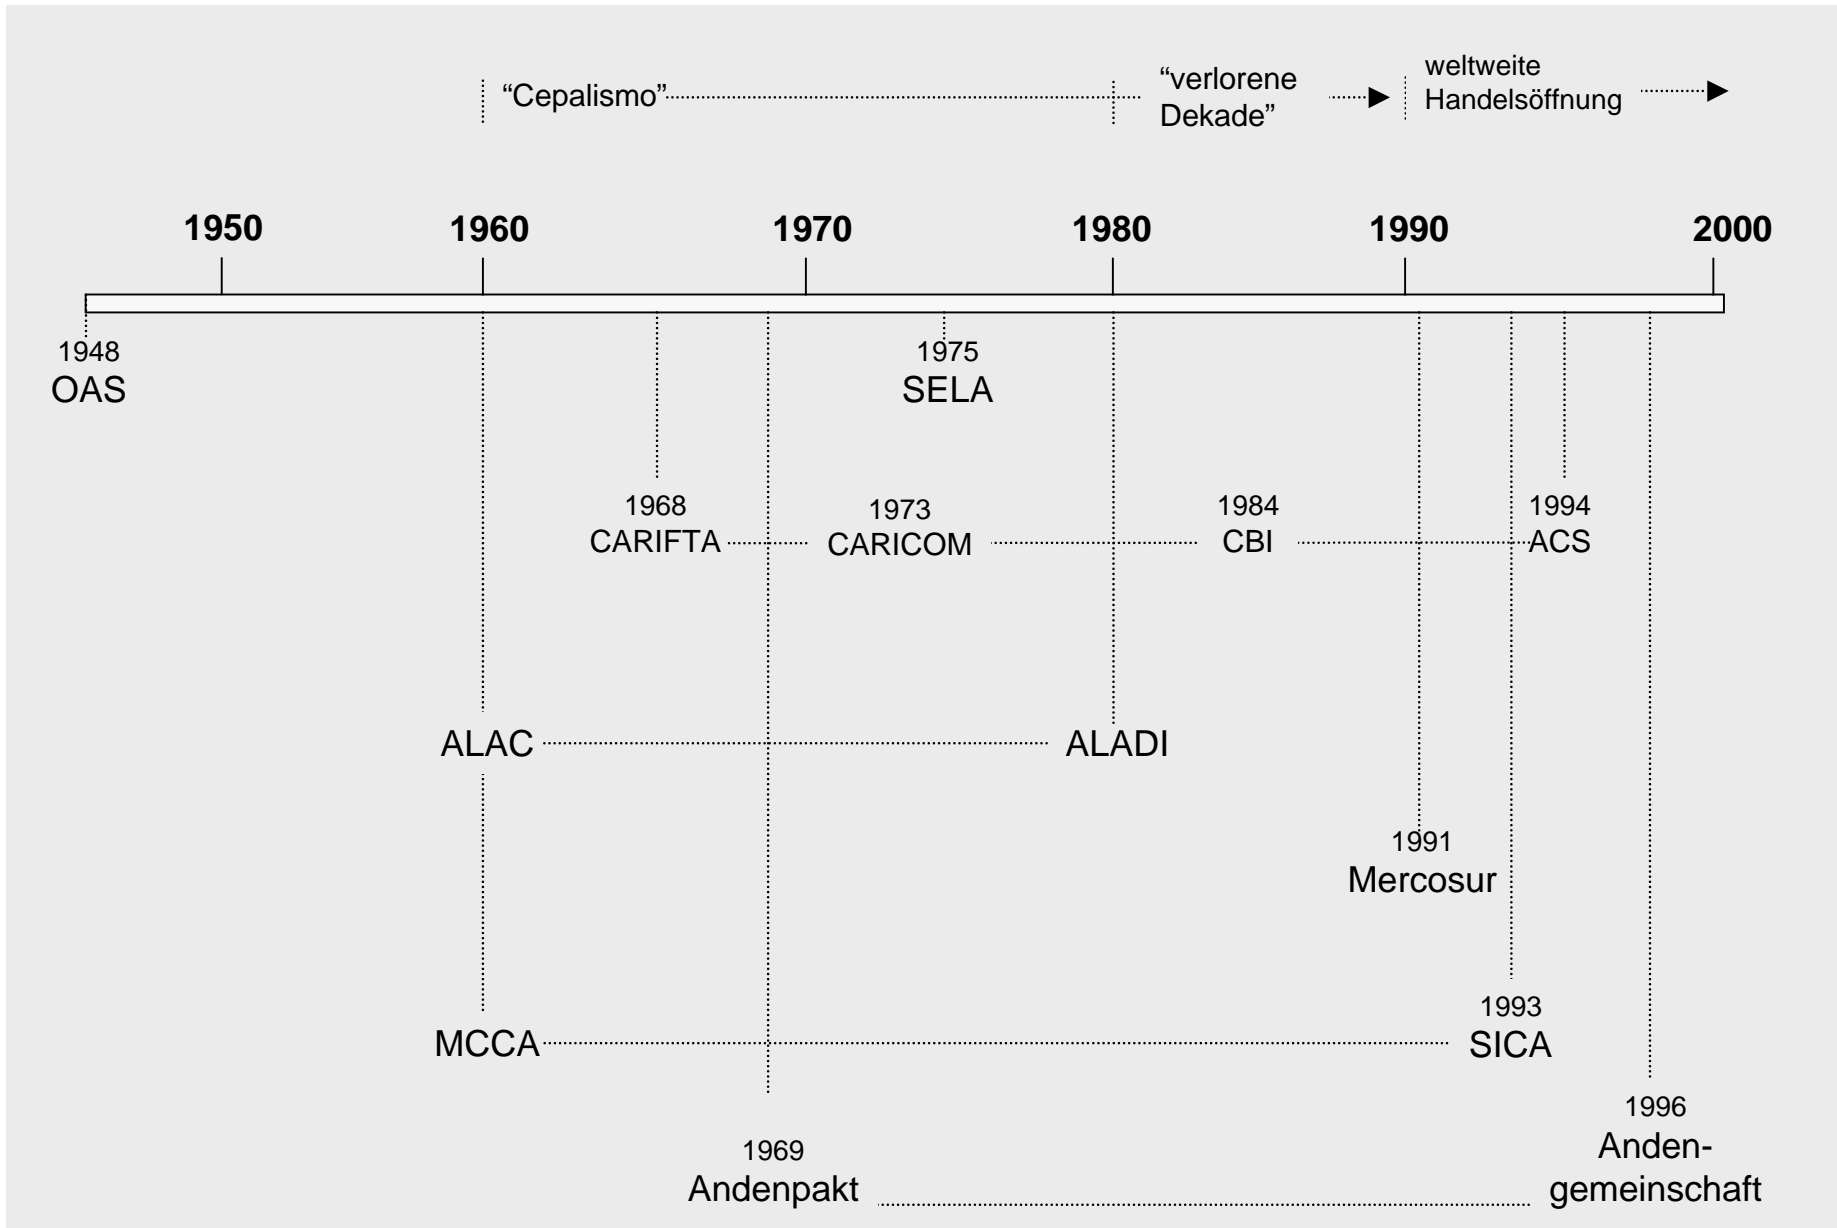 “Cepalismo”
“verlorene
Dekade”
weltweite
Handelsöffnung
1950
1960
1970
1980
1990
2000
1948
OAS
1975
SELA
1968
CARIFTA
1973
CARICOM
1984
CBI
1994
ACS
ALAC
ALADI
1991
Mercosur
MCCA
1993
SICA
1969
Andenpakt
1996
Anden-
gemeinschaft